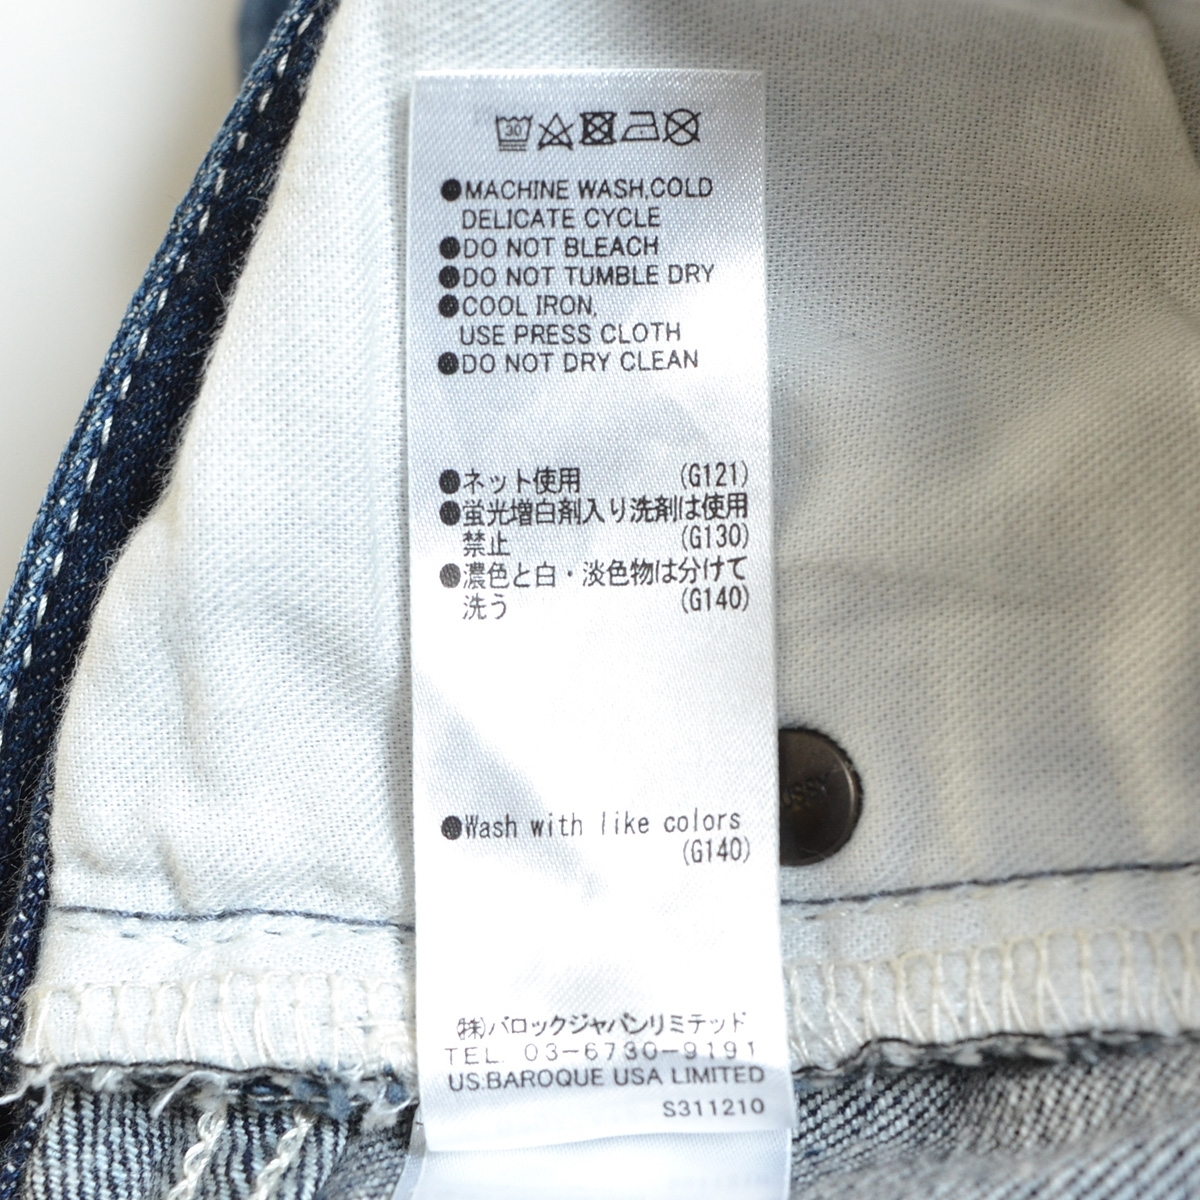 30
●MACHINE WASH,COLD
DELICATE CYCLE
●DO NOT BLEACH
●DO NOT TUMBLE DRY
●COOL IRON,
USE PRESS CLOTH
●DO NOT DRY CLEAN
●ネット使用 (G121)
●蛍光増白剤入り洗剤は使用
禁止 (G130)
●濃色と白・淡色物は分けて
洗う (G140)
●Wash with like colors
(G140)
(株)バロックジャパンリミテッド
TEL. 03-6730-9191
US.BAROQUE USA LIMITED
S311210